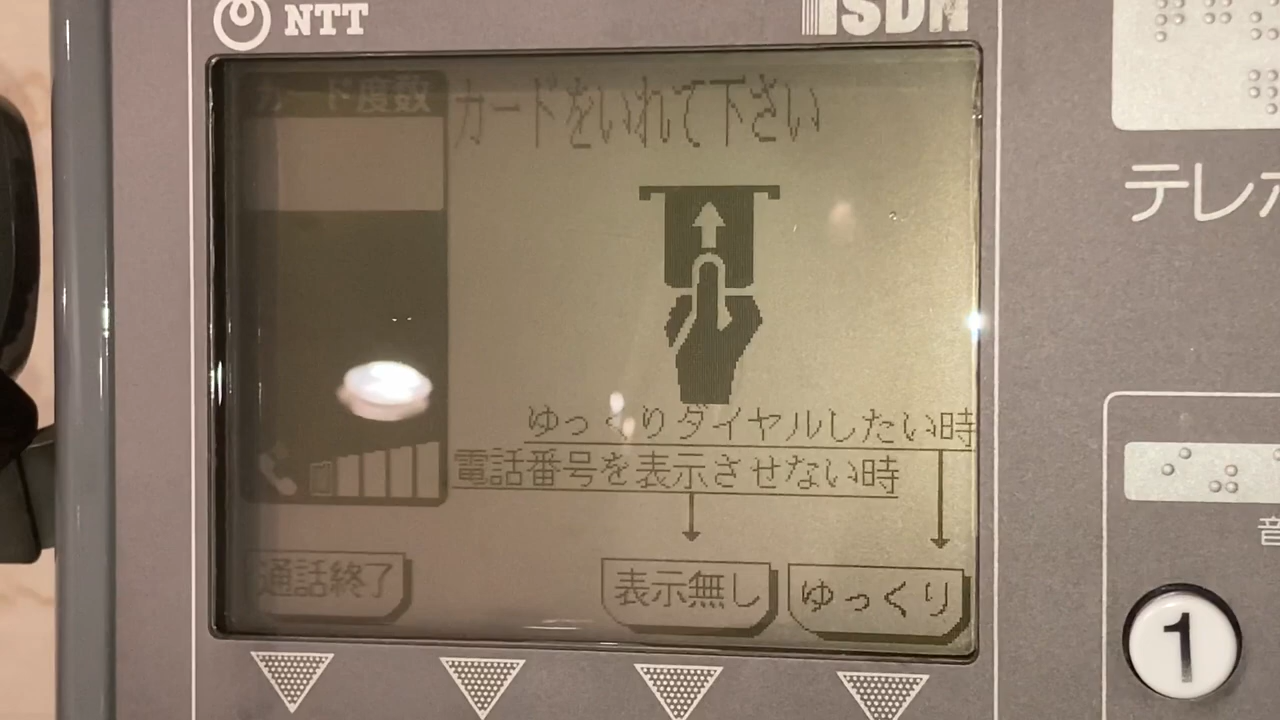 NTT
ISDN
カード度数
カードをいれて下さい
ゆっくりダイヤルしたい時
電話番号を表示させない時
通話終了
表示無し
ゆっくり
テレホ
音
1